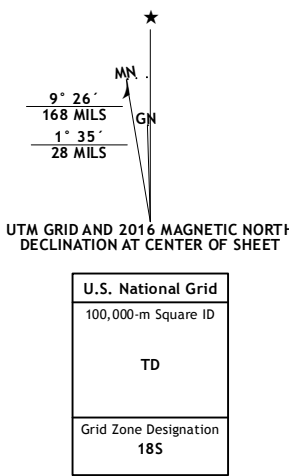 ★
MN
9° 26´
168 MILS
GN
1° 35´
28 MILS
UTM GRID AND 2016 MAGNETIC NORTH
DECLINATION AT CENTER OF SHEET
U.S. National Grid
100,000-m Square ID
TD
Grid Zone Designation
18S